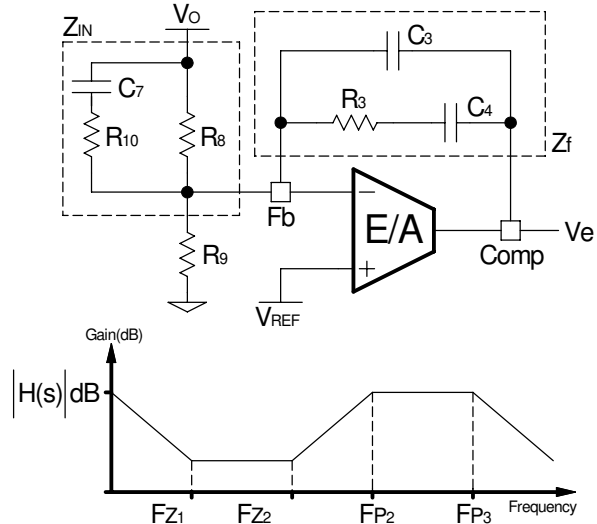 VO
ZIN
C3
C7
R3
C4
R10
R8
Zf
Fb
E/A
Ve
Comp
R9
VREF
Gain(dB)
|H(s)|dB
FZ1 FZ2 FP2 FP3 Frequency